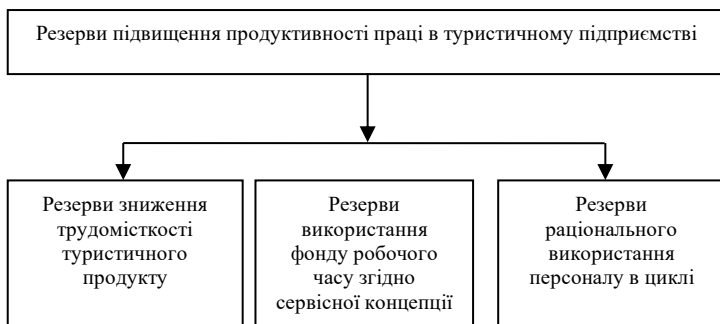 Резерви підвищення продуктивності праці в туристичному підприємстві
Резерви зниження
трудомісткості
туристичного
продукту
Резерви
використання
фонду робочого
часу згідно
сервісної концепції
Резерви
раціонального
використання
персоналу в циклі